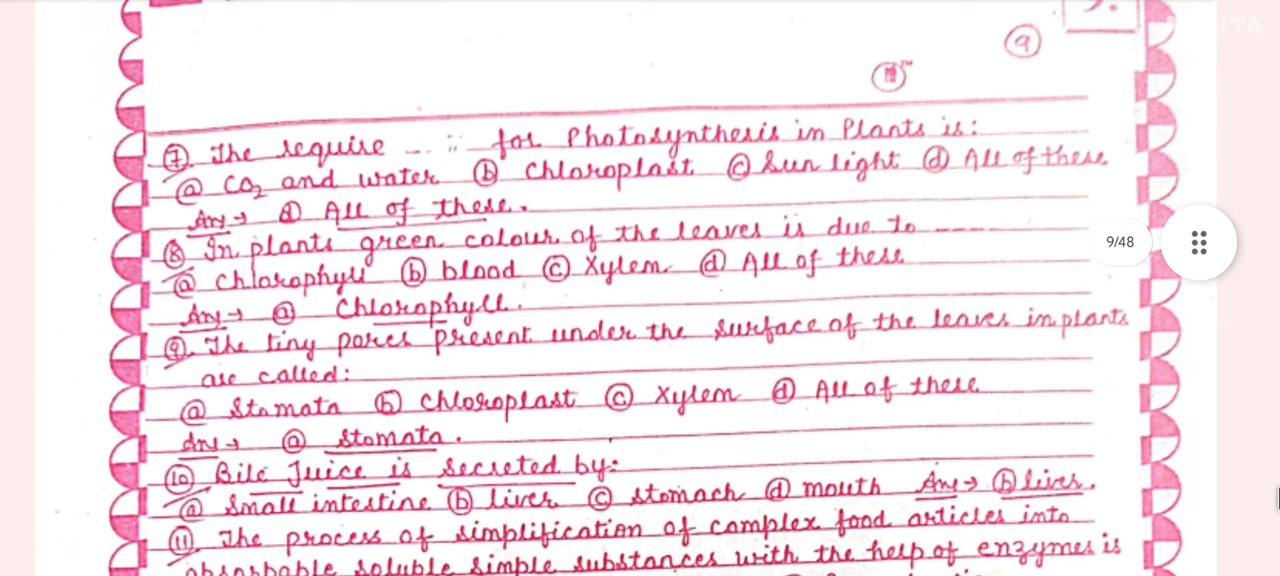 9
⑦ The require ---- for Photosynthesis in Plants is:
ⓐ CO₂ and water ⓑ Chloroplast ⓒ Sun light ⓓ All of these
Ans→ ⓓ All of these.
⑧ In plants green colour of the leaves is due to ----
ⓐ Chlorophyll ⓑ blood ⓒ Xylem ⓓ All of these
Ans→ ⓐ Chlorophyll.
9/48
⑨. The tiny pores present under the surface of the leaves in plants
are called:
ⓐ Stomata ⓑ Chloroplast ⓒ Xylem ⓓ All of these
Ans→ ⓐ Stomata.
⑩ Bile Juice is secreted by:
ⓐ Small intestine ⓑ liver ⓒ stomach ⓓ mouth Ans→ ⓑ liver.
⑪ The process of simplification of complex food articles into
absorbable soluble simple substances with the help of enzymes is